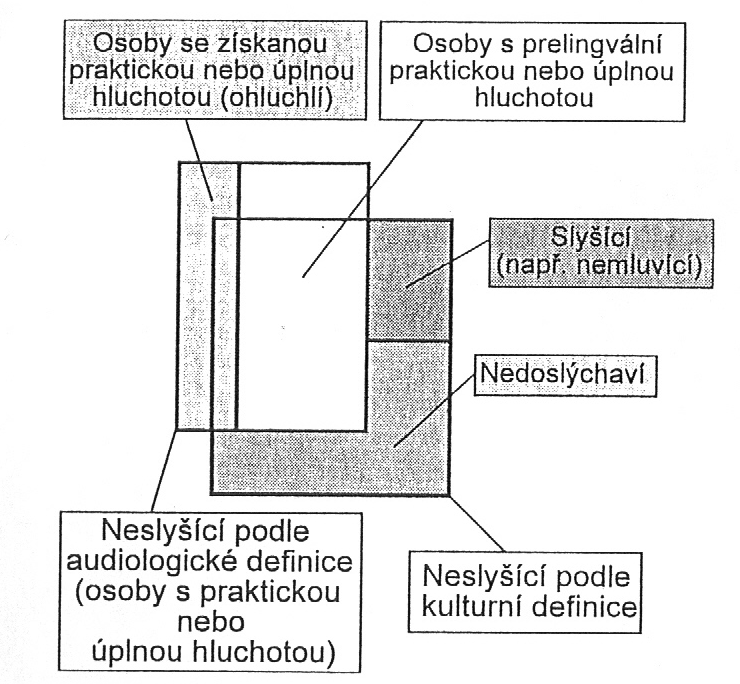 Osoby se získanou
praktickou nebo úplnou
hluchotou (ohluchlí)
Osoby s prelingvální
praktickou nebo úplnou
hluchotou
Slyšící
(např. nemluvící)
Nedoslýchaví
Neslyšící podle
audiologické definice
(osoby s praktickou
nebo
úplnou hluchotou)
Neslyšící podle
kulturní definice